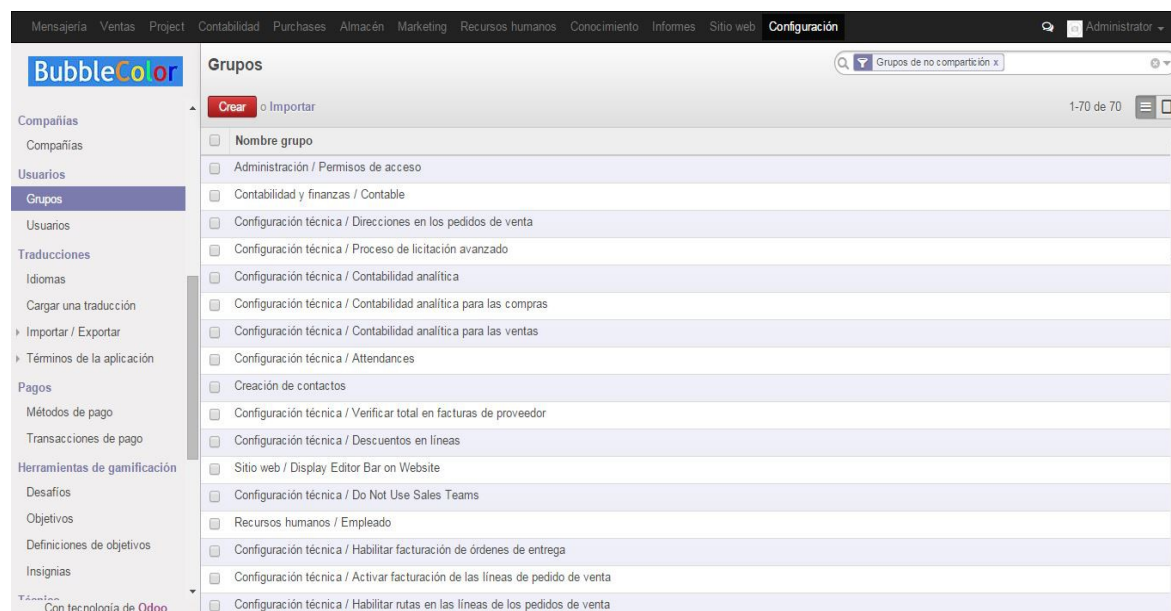 Mensajería Ventas Project Contabilidad Purchases Almacén Marketing Recursos humanos Conocimiento Informes Sitio web Configuración Administrator
BubbleColor
Compañías
Compañías
Usuarios
Grupos
Usuarios
Traducciones
Idiomas
Cargar una traducción
Importar / Exportar
Términos de la aplicación
Pagos
Métodos de pago
Transacciones de pago
Herramientas de gamificación
Desafíos
Objetivos
Definiciones de objetivos
Insignias
Con tecnología de Odoo
Grupos
Grupos de no compartición x
Crear o Importar
1-70 de 70
Nombre grupo
Administración / Permisos de acceso
Contabilidad y finanzas / Contable
Configuración técnica / Direcciones en los pedidos de venta
Configuración técnica / Proceso de licitación avanzado
Configuración técnica / Contabilidad analítica
Configuración técnica / Contabilidad analítica para las compras
Configuración técnica / Contabilidad analítica para las ventas
Configuración técnica / Attendances
Creación de contactos
Configuración técnica / Verificar total en facturas de proveedor
Configuración técnica / Descuentos en líneas
Sitio web / Display Editor Bar on Website
Configuración técnica / Do Not Use Sales Teams
Recursos humanos / Empleado
Configuración técnica / Habilitar facturación de órdenes de entrega
Configuración técnica / Activar facturación de las líneas de pedido de venta
Configuración técnica / Habilitar rutas en las líneas de los pedidos de venta